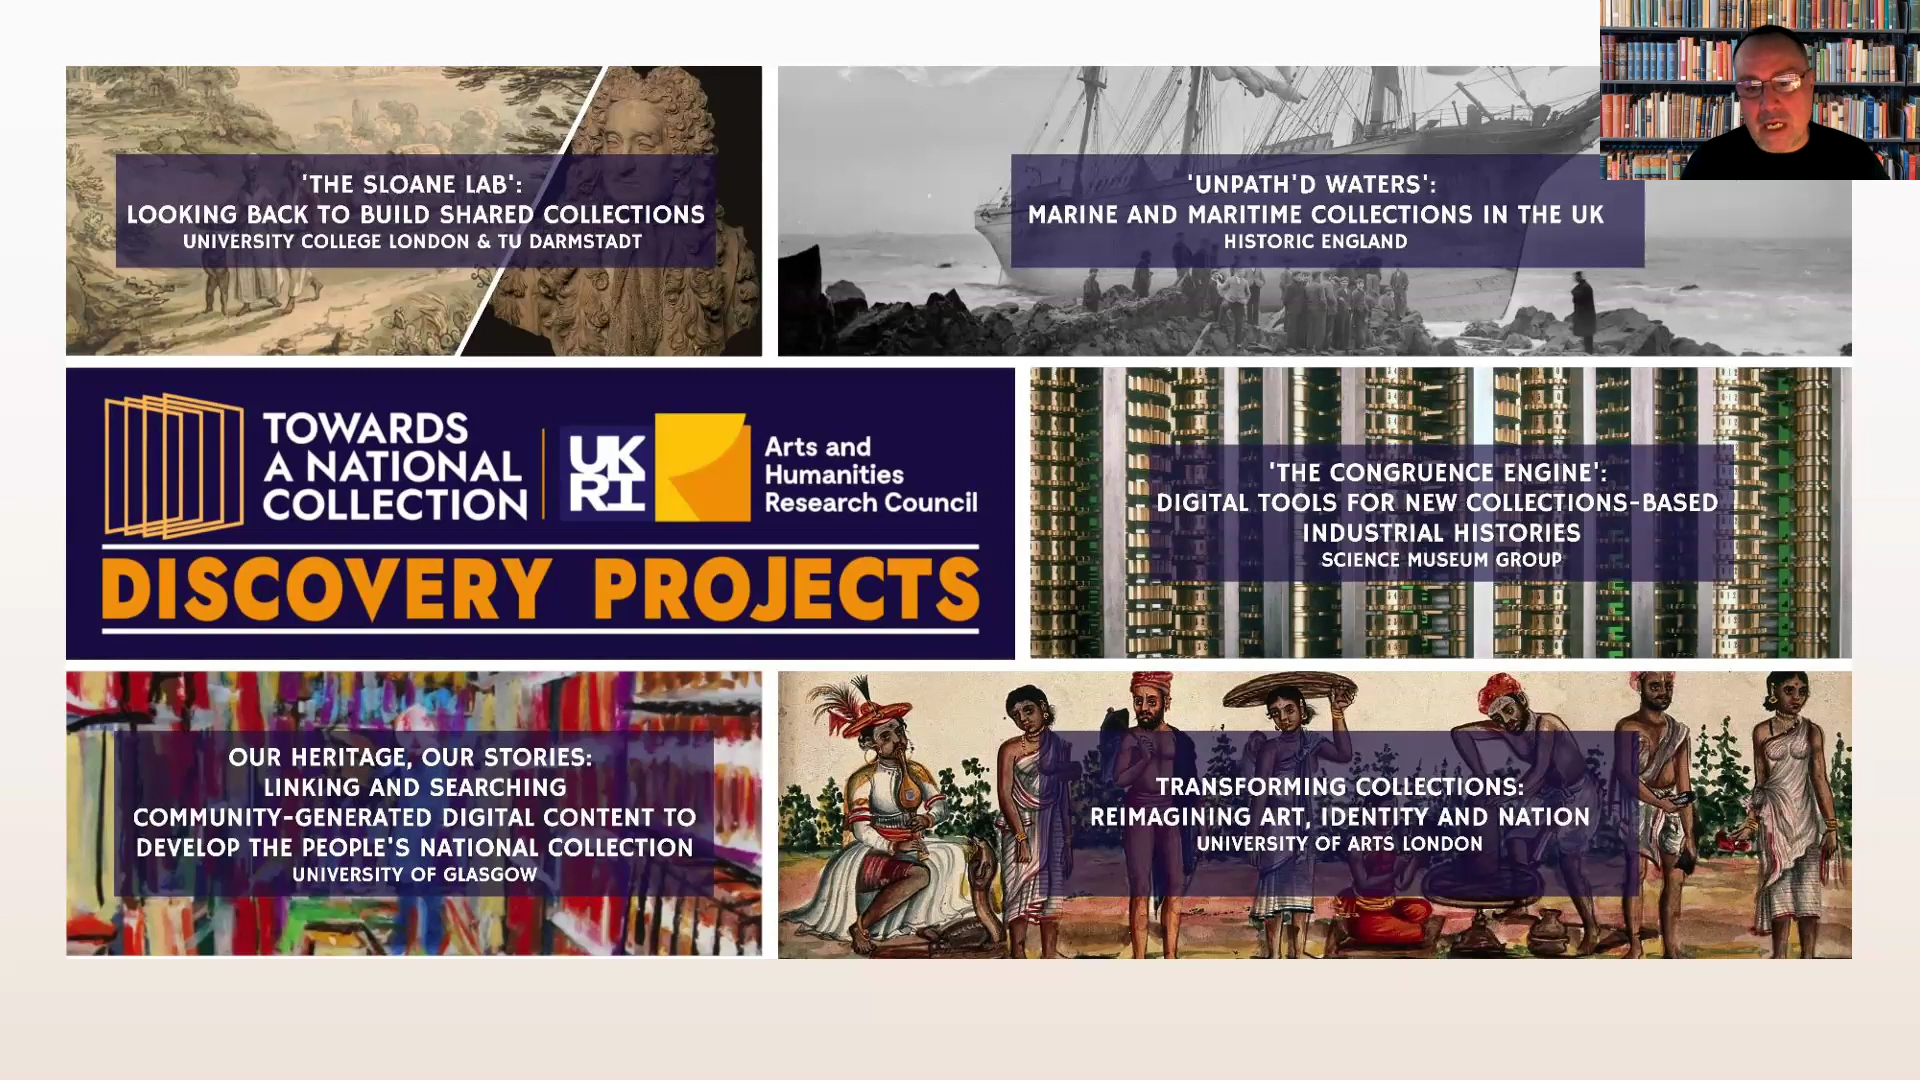 'THE SLOANE LAB':
LOOKING BACK TO BUILD SHARED COLLECTIONS
UNIVERSITY COLLEGE LONDON & TU DARMSTADT
'UNPATH'D WATERS':
MARINE AND MARITIME COLLECTIONS IN THE UK
HISTORIC ENGLAND
TOWARDS
A NATIONAL
COLLECTION
UK
RI
Arts and
Humanities
Research Council
DISCOVERY PROJECTS
'THE CONGRUENCE ENGINE':
DIGITAL TOOLS FOR NEW COLLECTIONS-BASED
INDUSTRIAL HISTORIES
SCIENCE MUSEUM GROUP
OUR HERITAGE, OUR STORIES:
LINKING AND SEARCHING
COMMUNITY-GENERATED DIGITAL CONTENT TO
DEVELOP THE PEOPLE'S NATIONAL COLLECTION
UNIVERSITY OF GLASGOW
TRANSFORMING COLLECTIONS:
REIMAGINING ART, IDENTITY AND NATION
UNIVERSITY OF ARTS LONDON